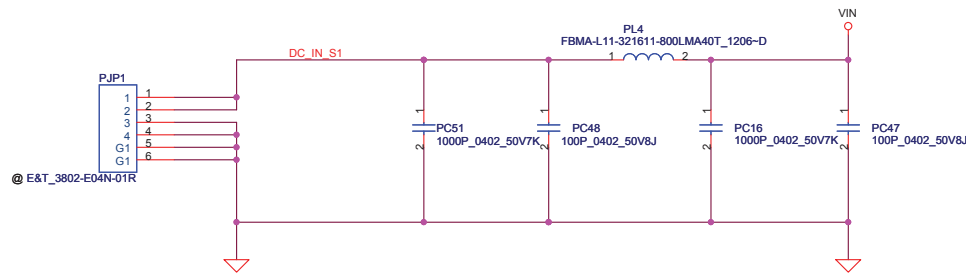 VIN
PL4
FBMA-L11-321611-800LMA40T_1206~D
DC_IN_S1
1 2
PJP1
1 1
2 2
3 3
4 4
G1 5
G1 6
@ E&T_3802-E04N-01R
1
PC51
1000P_0402_50V7K
2
1
PC48
100P_0402_50V8J
2
1
PC16
1000P_0402_50V7K
2
1
PC47
100P_0402_50V8J
2